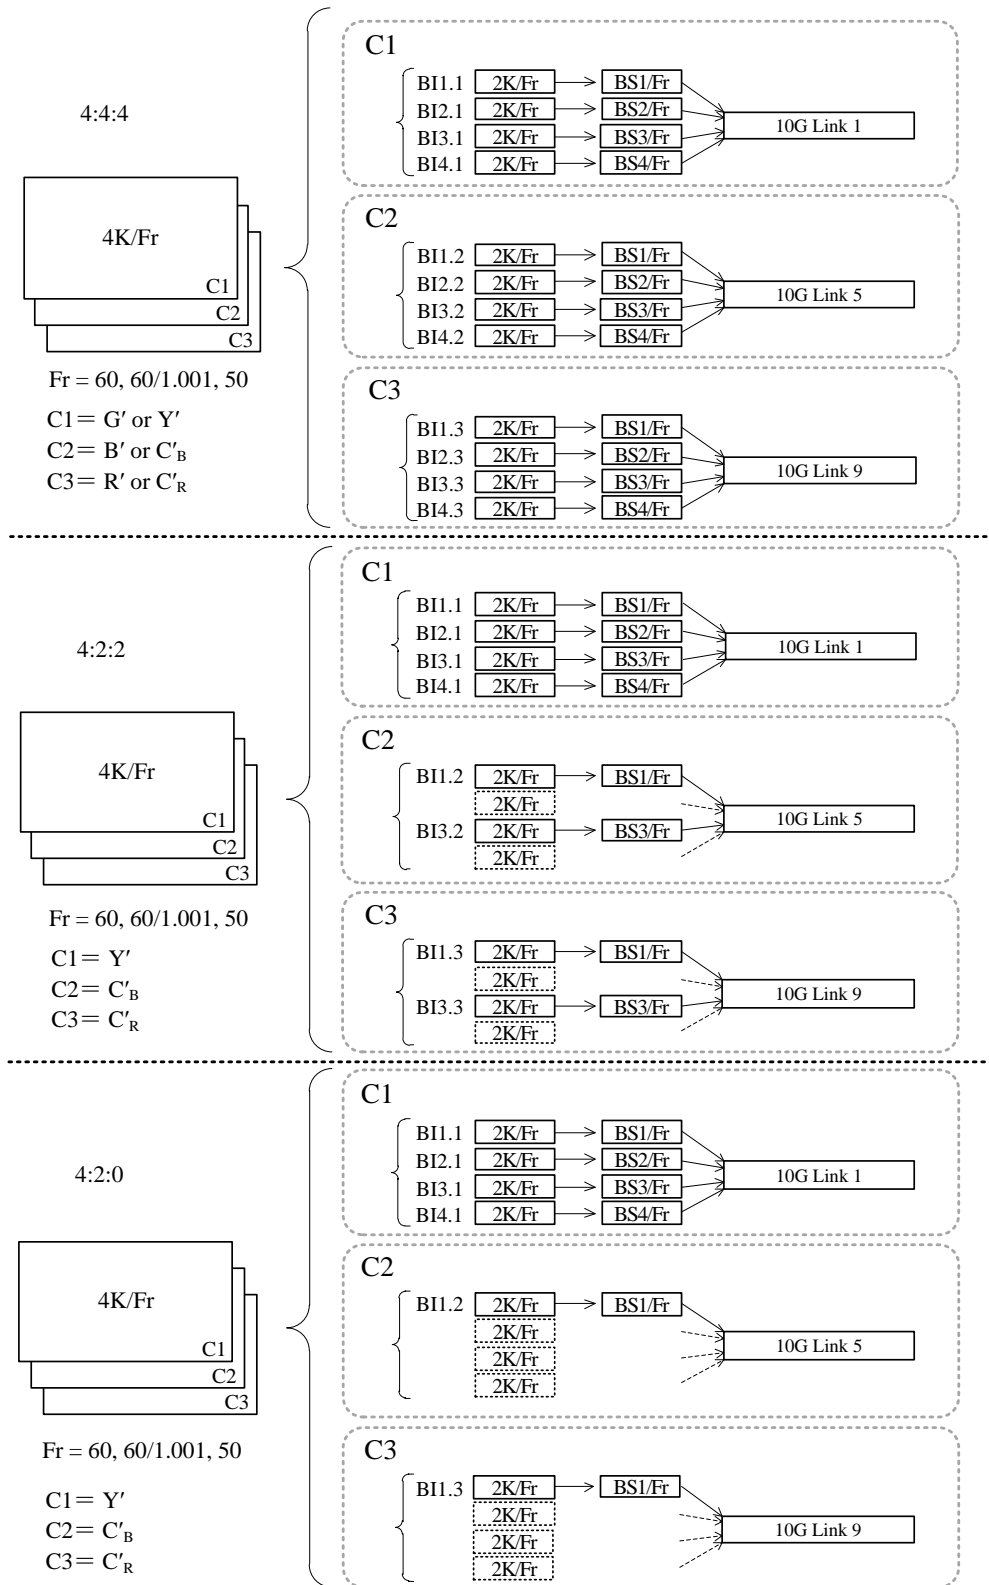 4:4:4
4K/Fr
C1
C2
C3
Fr = 60, 60/1.001, 50
C1＝ G′ or Y′
C2＝ B′ or C′B
C3＝ R′ or C′R
C1
BI1.1 2K/Fr BS1/Fr
BI2.1 2K/Fr BS2/Fr
BI3.1 2K/Fr BS3/Fr
BI4.1 2K/Fr BS4/Fr
10G Link 1
C2
BI1.2 2K/Fr BS1/Fr
BI2.2 2K/Fr BS2/Fr
BI3.2 2K/Fr BS3/Fr
BI4.2 2K/Fr BS4/Fr
10G Link 5
C3
BI1.3 2K/Fr BS1/Fr
BI2.3 2K/Fr BS2/Fr
BI3.3 2K/Fr BS3/Fr
BI4.3 2K/Fr BS4/Fr
10G Link 9
4:2:2
4K/Fr
C1
C2
C3
Fr = 60, 60/1.001, 50
C1＝ Y′
C2＝ C′B
C3＝ C′R
C1
BI1.1 2K/Fr BS1/Fr
BI2.1 2K/Fr BS2/Fr
BI3.1 2K/Fr BS3/Fr
BI4.1 2K/Fr BS4/Fr
10G Link 1
C2
BI1.2 2K/Fr BS1/Fr
2K/Fr
BI3.2 2K/Fr BS3/Fr
2K/Fr
10G Link 5
C3
BI1.3 2K/Fr BS1/Fr
2K/Fr
BI3.3 2K/Fr BS3/Fr
2K/Fr
10G Link 9
4:2:0
4K/Fr
C1
C2
C3
Fr = 60, 60/1.001, 50
C1＝ Y′
C2＝ C′B
C3＝ C′R
C1
BI1.1 2K/Fr BS1/Fr
BI2.1 2K/Fr BS2/Fr
BI3.1 2K/Fr BS3/Fr
BI4.1 2K/Fr BS4/Fr
10G Link 1
C2
BI1.2 2K/Fr BS1/Fr
2K/Fr
2K/Fr
2K/Fr
10G Link 5
C3
BI1.3 2K/Fr BS1/Fr
2K/Fr
2K/Fr
2K/Fr
10G Link 9